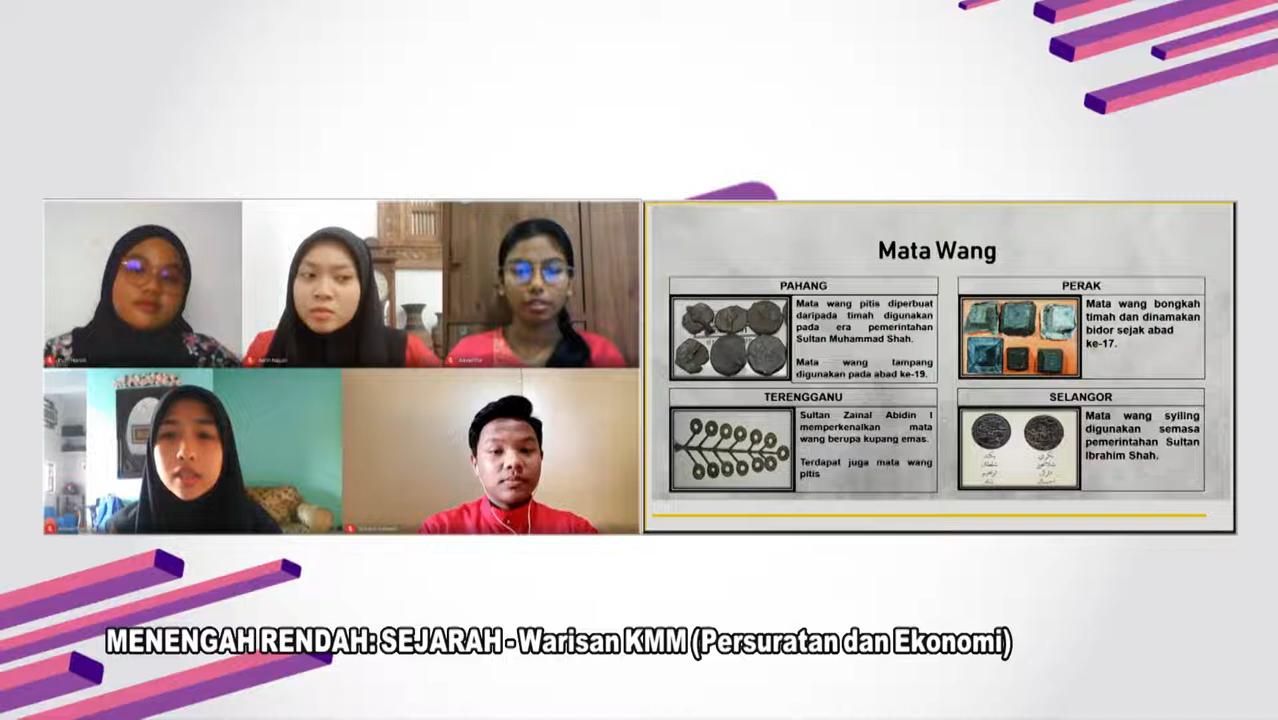 Mata Wang
PAHANG
Mata wang pitis diperbuat
daripada timah digunakan
pada era pemerintahan
Sultan Muhammad Shah.
Mata wang tampang
digunakan pada abad ke-19.
PERAK
Mata wang bongkah
timah dan dinamakan
bidor sejak abad
ke-17.
TERENGGANU
Sultan Zainal Abidin I
memperkenalkan mata
wang berupa kupang emas.
Terdapat juga mata wang
pitis
SELANGOR
Mata wang syiling
digunakan semasa
pemerintahan Sultan
Ibrahim Shah.
MENENGAH RENDAH: SEJARAH - Warisan KMM (Persuratan dan Ekonomi)